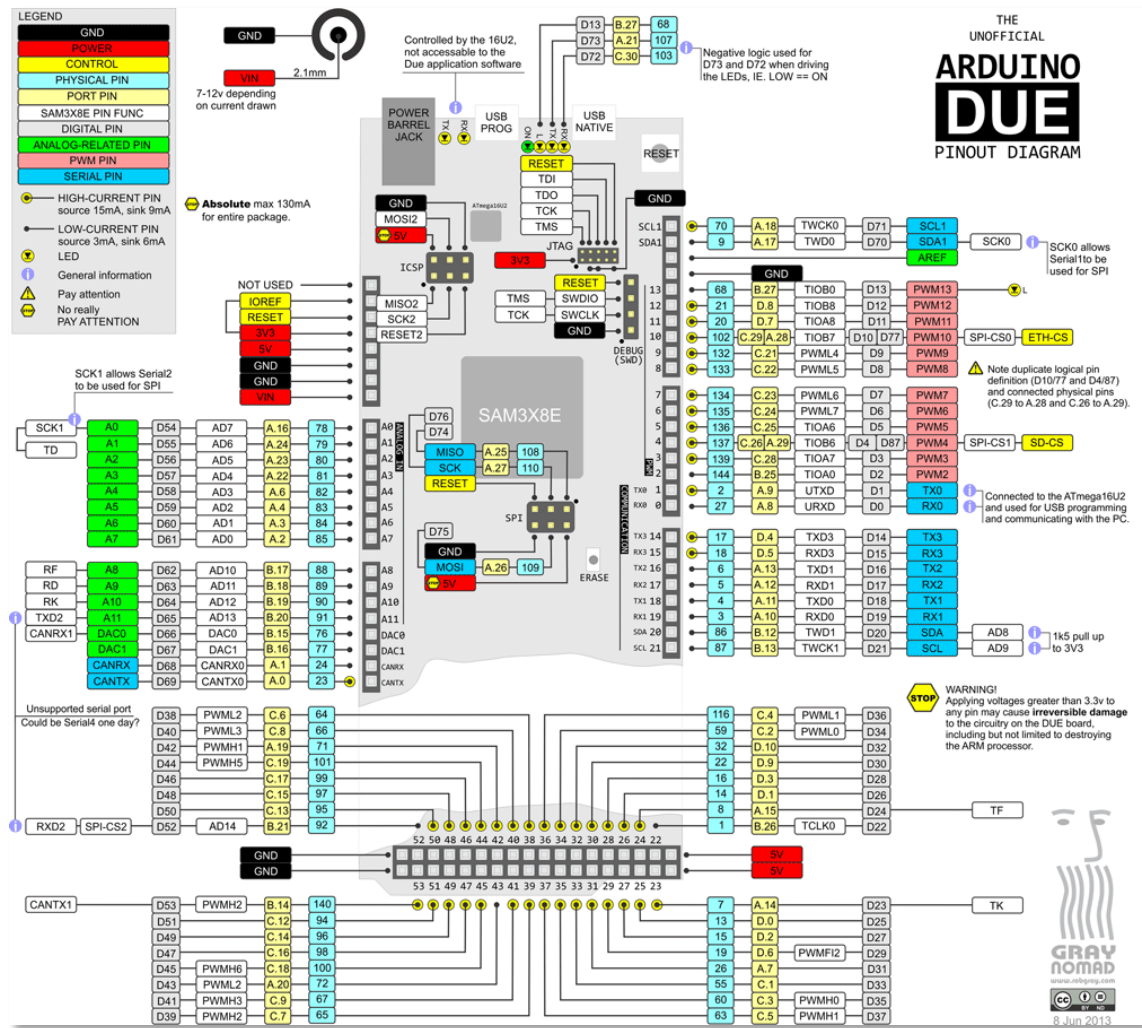 LEGEND
GND
POWER
CONTROL
PHYSICAL PIN
PORT PIN
SAM3X8E PIN FUNC
DIGITAL PIN
ANALOG-RELATED PIN
PWM PIN
SERIAL PIN
HIGH-CURRENT PIN
source 15mA, sink 9mA
LOW-CURRENT PIN
source 3mA, sink 6mA
LED
General information
Pay attention
No really
PAY ATTENTION
GND
VIN
2.1mm
7-12v depending
on current drawn
STOP Absolute max 130mA
for entire package.
Controlled by the 16U2,
not accessable to the
Due application software
D13 B.27 68
D73 A.21 107
D72 C.30 103
Negative logic used for
D73 and D72 when driving
the LEDs, IE. LOW == ON
THE
UNOFFICIAL
ARDUINO
DUE
PINOUT DIAGRAM
POWER
BARREL
JACK
TX
RX
USB
PROG
USB
NATIVE
ON
L
TX
RX
RESET
RESET
TDI
TDO
TCK
TMS
GND
JTAG
3V3
ATmega16U2
GND
MOSI2
5V
ICSP
MISO2
SCK2
RESET2
RESET
TMS SWDIO
TCK SWCLK
GND
DEBUG
(SWD)
NOT USED
IOREF
RESET
3V3
5V
GND
GND
VIN
SCK1 allows Serial2
to be used for SPI
SCK1 A0 D54 AD7 A.16 78 A0
TD A1 D55 AD6 A.24 79 A1
A2 D56 AD5 A.23 80 A2
A3 D57 AD4 A.22 81 A3
A4 D58 AD3 A.6 82 A4
A5 D59 AD2 A.4 83 A5
A6 D60 AD1 A.3 84 A6
A7 D61 AD0 A.2 85 A7
ANALOG IN
RF A8 D62 AD10 B.17 88 A8
RD A9 D63 AD11 B.18 89 A9
RK A10 D64 AD12 B.19 90 A10
TXD2 A11 D65 AD13 B.20 91 A11
CANRX1 DAC0 D66 DAC0 B.15 76 DAC0
DAC1 D67 DAC1 B.16 77 DAC1
CANRX D68 CANRX0 A.1 24 CANRX
CANTX D69 CANTX0 A.0 23 CANTX
SAM3X8E
D76
D74
MISO A.25 108
SCK A.27 110
RESET
SPI
D75
GND
MOSI A.26 109
5V
ERASE
SCL1 70 A.18 TWCK0 D71 SCL1
SDA1 9 A.17 TWD0 D70 SDA1 SCK0
AREF
GND
SCK0 allows
Serial1to be
used for SPI
13 68 B.27 TIOB0 D13 PWM13 L
12 21 D.8 TIOB8 D12 PWM12
11 20 D.7 TIOA8 D11 PWM11
10 102 C.29 A.28 TIOB7 D10 D77 PWM10 SPI-CS0 ETH-CS
9 132 C.21 PWML4 D9 PWM9
8 133 C.22 PWML5 D8 PWM8
Note duplicate logical pin
definition (D10/77 and D4/87)
and connected physical pins
(C.29 to A.28 and C.26 to A.29).
7 134 C.23 PWML6 D7 PWM7
6 135 C.24 PWML7 D6 PWM6
5 136 C.25 TIOA6 D5 PWM5
4 137 C.26 A.29 TIOB6 D4 D87 PWM4 SPI-CS1 SD-CS
3 139 C.28 TIOA7 D3 PWM3
2 144 B.25 TIOA0 D2 PWM2
TX0 1 2 A.9 UTXD D1 TX0
RX0 0 27 A.8 URXD D0 RX0
PWM
COMMUNICATION
Connected to the ATmega16U2
and used for USB programming
and communicating with the PC.
TX3 14 17 D.4 TXD3 D14 TX3
RX3 15 18 D.5 RXD3 D15 RX3
TX2 16 6 A.13 TXD1 D16 TX2
RX2 17 5 A.12 RXD1 D17 RX2
TX1 18 4 A.11 TXD0 D18 TX1
RX1 19 3 A.10 RXD0 D19 RX1
SDA 20 86 B.12 TWD1 D20 SDA AD8
SCL 21 87 B.13 TWCK1 D21 SCL AD9
1k5 pull up
to 3V3
Unsupported serial port
Could be Serial4 one day?
STOP
WARNING!
Applying voltages greater than 3.3v to
any pin may cause irreversible damage
to the circuitry on the DUE board,
including but not limited to destroying
the ARM processor.
D38 PWML2 C.6 64
D40 PWML3 C.8 66
D42 PWMH1 A.19 71
D44 PWMH5 C.19 101
D46 C.17 99
D48 C.15 97
D50 C.13 95
RXD2 SPI-CS2 D52 AD14 B.21 92
116 C.4 PWML1 D36
59 C.2 PWML0 D34
32 D.10 D32
22 D.9 D30
16 D.3 D28
14 D.1 D26
8 A.15 D24 TF
1 B.26 TCLK0 D22
52 50 48 46 44 42 40 38 36 34 32 30 28 26 24 22
GND 5V
GND 5V
53 51 49 47 45 43 41 39 37 35 33 31 29 27 25 23
CANTX1 D53 PWMH2 B.14 140
D51 C.12 94
D49 C.14 96
D47 C.16 98
D45 PWMH6 C.18 100
D43 PWML2 A.20 72
D41 PWMH3 C.9 67
D39 PWMH2 C.7 65
7 A.14 D23 TK
13 D.0 D25
15 D.2 D27
19 D.6 PWMFI2 D29
26 A.7 D31
55 C.1 D33
60 C.3 PWMH0 D35
63 C.5 PWMH1 D37
GRAY
NOMAD
www.robgray.com
cc BY ND
8 Jun 2013